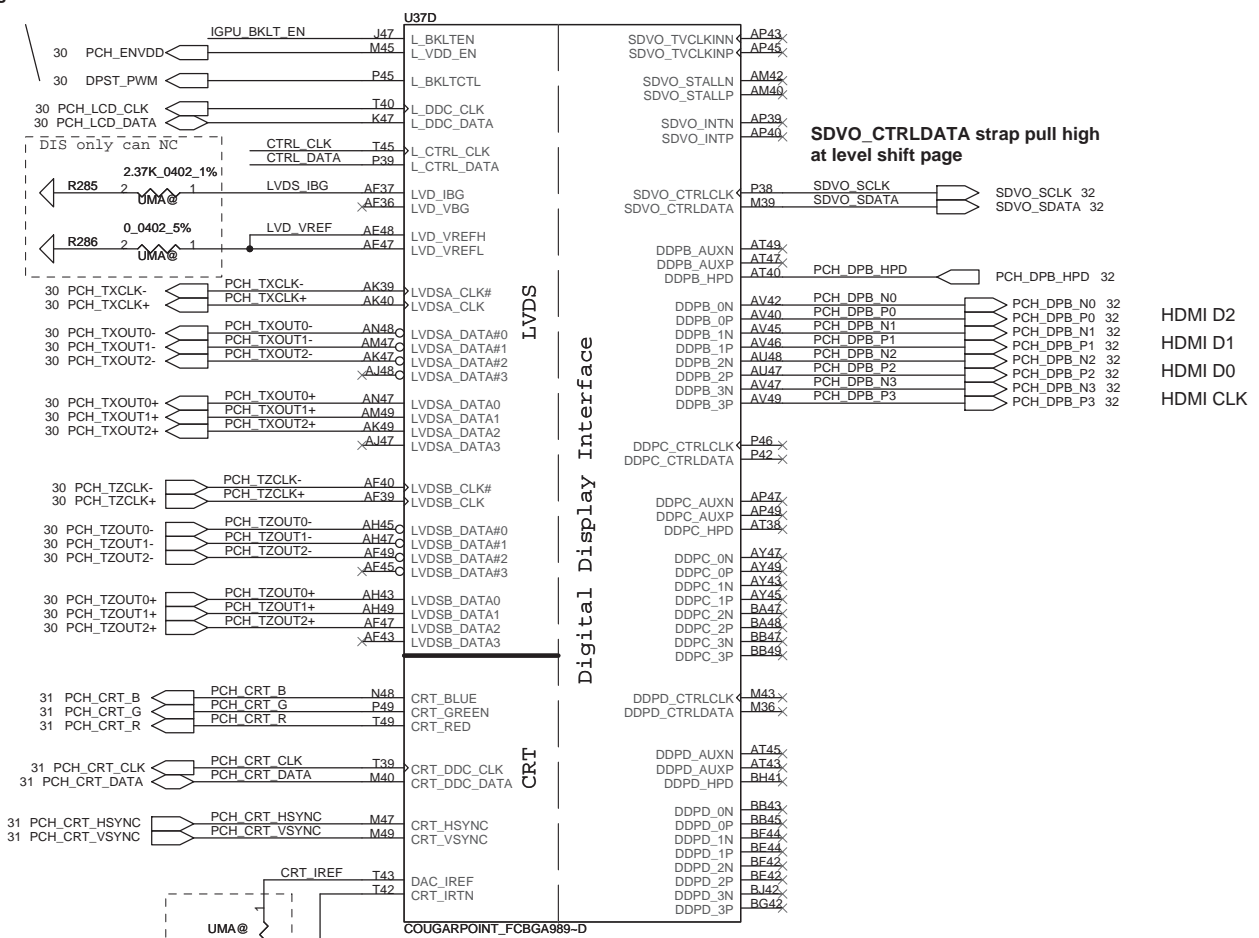 U37D
IGPU_BKLT_EN J47 L_BKLTEN
30 PCH_ENVDD M45 L_VDD_EN
30 DPST_PWM P45 L_BKLTCTL
30 PCH_LCD_CLK T40 L_DDC_CLK
30 PCH_LCD_DATA K47 L_DDC_DATA
DIS only can NC
CTRL_CLK T45 L_CTRL_CLK
CTRL_DATA P39 L_CTRL_DATA
2.37K_0402_1%
R285 2 1 LVDS_IBG AF37 LVD_IBG
UMA@ AF36 LVD_VBG
0_0402_5% LVD_VREF AE48 LVD_VREFH
R286 2 1 AE47 LVD_VREFL
UMA@
30 PCH_TXCLK- PCH_TXCLK- AK39 LVDSA_CLK#
30 PCH_TXCLK+ PCH_TXCLK+ AK40 LVDSA_CLK
30 PCH_TXOUT0- PCH_TXOUT0- AN48 LVDSA_DATA#0
30 PCH_TXOUT1- PCH_TXOUT1- AM47 LVDSA_DATA#1
30 PCH_TXOUT2- PCH_TXOUT2- AK47 LVDSA_DATA#2
AJ48 LVDSA_DATA#3
30 PCH_TXOUT0+ PCH_TXOUT0+ AN47 LVDSA_DATA0
30 PCH_TXOUT1+ PCH_TXOUT1+ AM49 LVDSA_DATA1
30 PCH_TXOUT2+ PCH_TXOUT2+ AK49 LVDSA_DATA2
AJ47 LVDSA_DATA3
30 PCH_TZCLK- PCH_TZCLK- AF40 LVDSB_CLK#
30 PCH_TZCLK+ PCH_TZCLK+ AF39 LVDSB_CLK
30 PCH_TZOUT0- PCH_TZOUT0- AH45 LVDSB_DATA#0
30 PCH_TZOUT1- PCH_TZOUT1- AH47 LVDSB_DATA#1
30 PCH_TZOUT2- PCH_TZOUT2- AF49 LVDSB_DATA#2
AF45 LVDSB_DATA#3
30 PCH_TZOUT0+ PCH_TZOUT0+ AH43 LVDSB_DATA0
30 PCH_TZOUT1+ PCH_TZOUT1+ AH49 LVDSB_DATA1
30 PCH_TZOUT2+ PCH_TZOUT2+ AF47 LVDSB_DATA2
AF43 LVDSB_DATA3
LVDS
31 PCH_CRT_B PCH_CRT_B N48 CRT_BLUE
31 PCH_CRT_G PCH_CRT_G P49 CRT_GREEN
31 PCH_CRT_R PCH_CRT_R T49 CRT_RED
31 PCH_CRT_CLK PCH_CRT_CLK T39 CRT_DDC_CLK
31 PCH_CRT_DATA PCH_CRT_DATA M40 CRT_DDC_DATA
CRT
31 PCH_CRT_HSYNC PCH_CRT_HSYNC M47 CRT_HSYNC
31 PCH_CRT_VSYNC PCH_CRT_VSYNC M49 CRT_VSYNC
CRT_IREF T43 DAC_IREF
T42 CRT_IRTN
1
UMA@
COUGARPOINT_FCBGA989~D
Digital Display Interface
SDVO_TVCLKINN AP43
SDVO_TVCLKINP AP45
SDVO_STALLN AM42
SDVO_STALLP AM40
SDVO_INTN AP39
SDVO_INTP AP40
SDVO_CTRLDATA strap pull high
at level shift page
SDVO_CTRLCLK P38 SDVO_SCLK SDVO_SCLK 32
SDVO_CTRLDATA M39 SDVO_SDATA SDVO_SDATA 32
DDPB_AUXN AT49
DDPB_AUXP AT47
DDPB_HPD AT40 PCH_DPB_HPD PCH_DPB_HPD 32
DDPB_0N AV42 PCH_DPB_N0 PCH_DPB_N0 32
DDPB_0P AV40 PCH_DPB_P0 PCH_DPB_P0 32 HDMI D2
DDPB_1N AV45 PCH_DPB_N1 PCH_DPB_N1 32
DDPB_1P AV46 PCH_DPB_P1 PCH_DPB_P1 32 HDMI D1
DDPB_2N AU48 PCH_DPB_N2 PCH_DPB_N2 32
DDPB_2P AU47 PCH_DPB_P2 PCH_DPB_P2 32 HDMI D0
DDPB_3N AV47 PCH_DPB_N3 PCH_DPB_N3 32
DDPB_3P AV49 PCH_DPB_P3 PCH_DPB_P3 32 HDMI CLK
DDPC_CTRLCLK P46
DDPC_CTRLDATA P42
DDPC_AUXN AP47
DDPC_AUXP AP49
DDPC_HPD AT38
DDPC_0N AY47
DDPC_0P AY49
DDPC_1N AY43
DDPC_1P AY45
DDPC_2N BA47
DDPC_2P BA48
DDPC_3N BB47
DDPC_3P BB49
DDPD_CTRLCLK M43
DDPD_CTRLDATA M36
DDPD_AUXN AT45
DDPD_AUXP AT43
DDPD_HPD BH41
DDPD_0N BB43
DDPD_0P BB45
DDPD_1N BF44
DDPD_1P BE44
DDPD_2N BF42
DDPD_2P BE42
DDPD_3N BJ42
DDPD_3P BG42